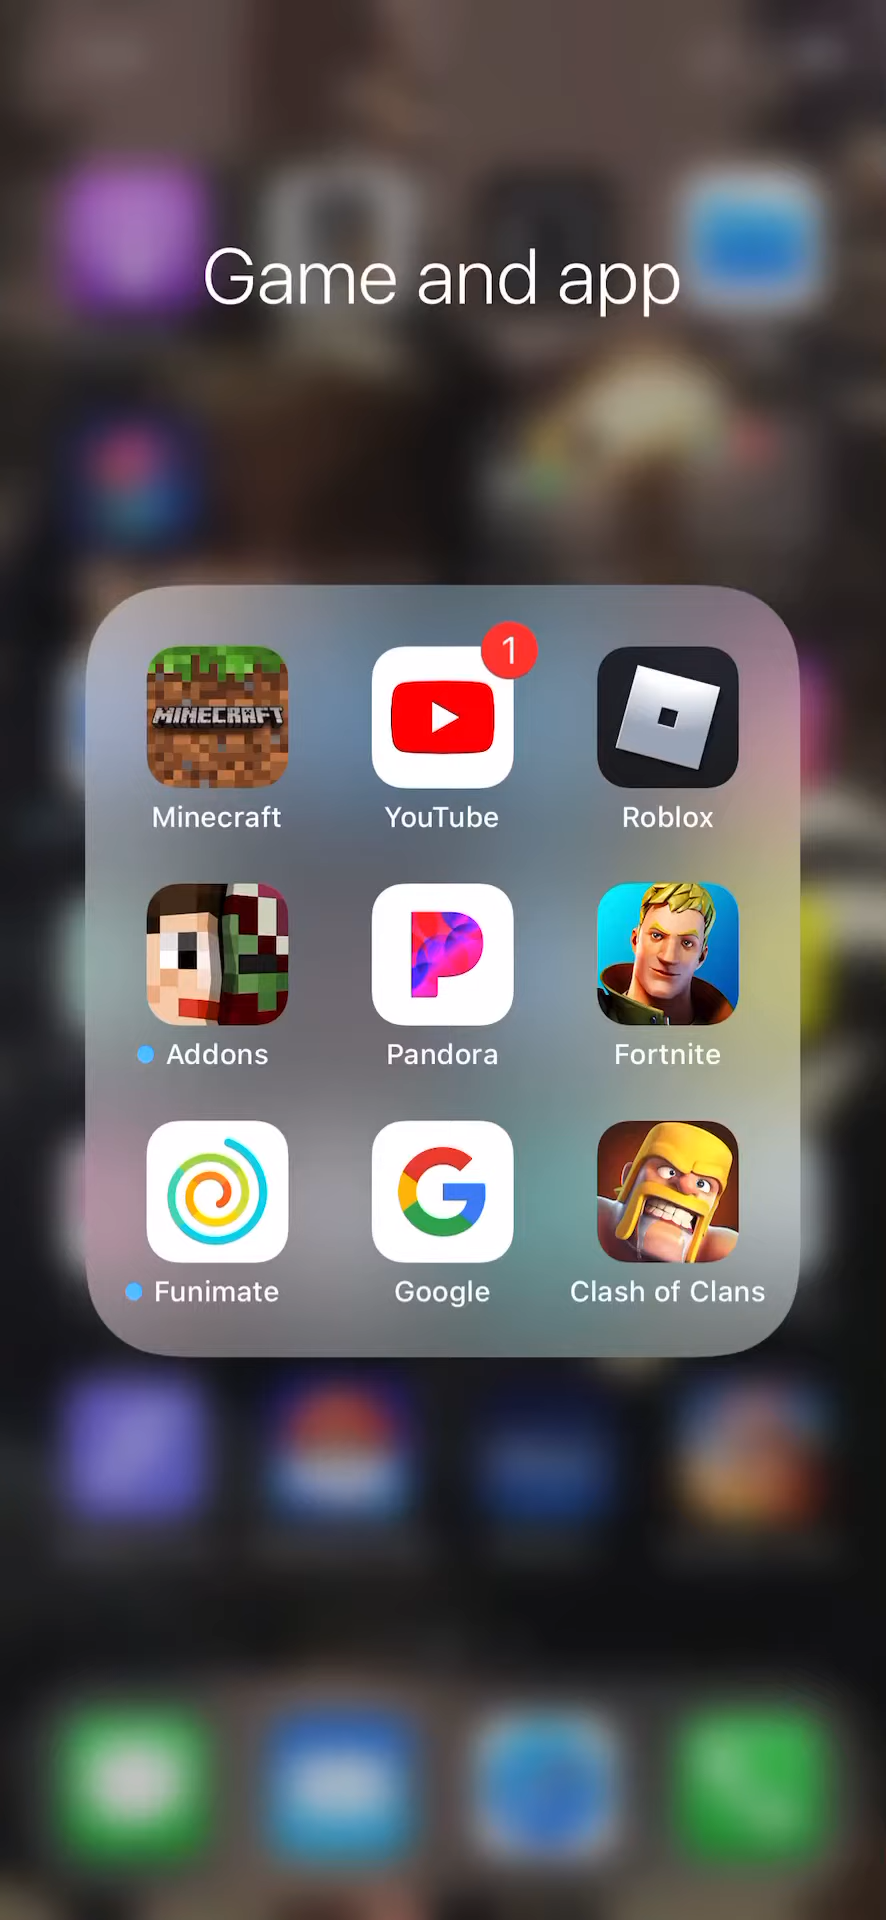 Game and app
1
MINECRAFT
Minecraft
YouTube
Roblox
Addons
Pandora
Fortnite
Funimate
Google
Clash of Clans